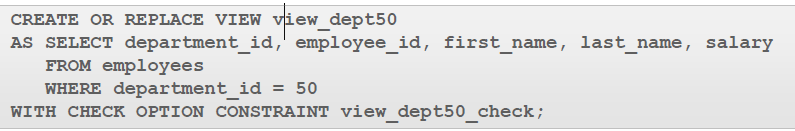 CREATE OR REPLACE VIEW view_dept50
AS SELECT department_id, employee_id, first_name, last_name, salary
FROM employees
WHERE department_id = 50
WITH CHECK OPTION CONSTRAINT view_dept50_check;